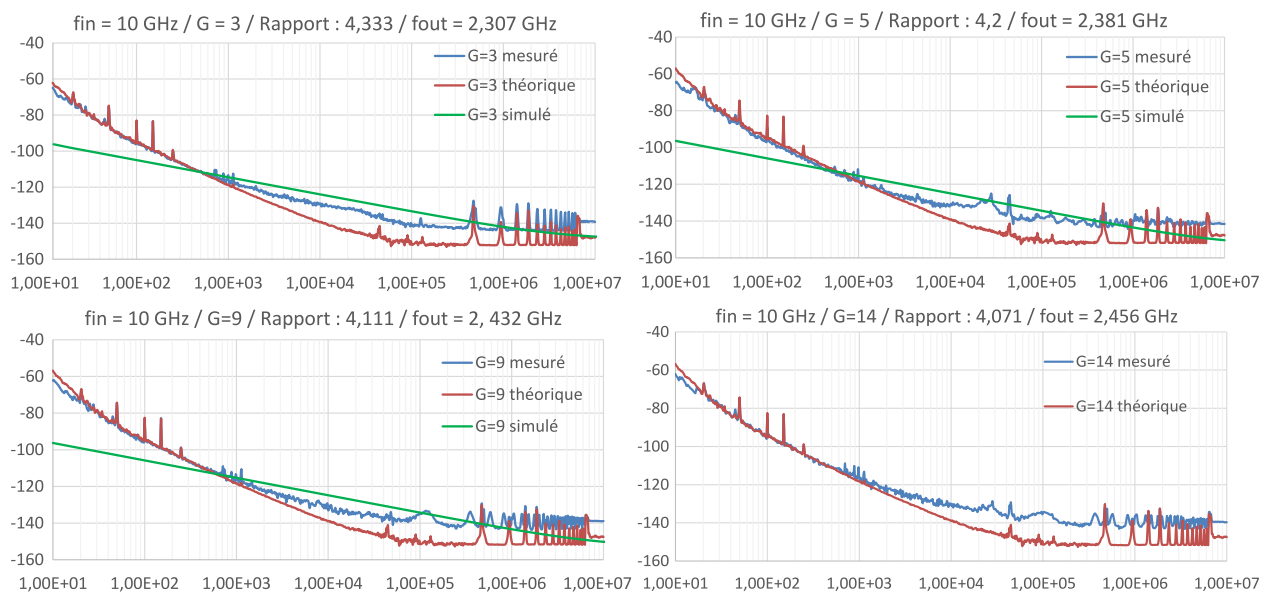 fin = 10 GHz / G = 3 / Rapport : 4,333 / fout = 2,307 GHz
-40
-60
-80
-100
-120
-140
-160
G=3 mesuré
G=3 théorique
G=3 simulé
1,00E+01 1,00E+02 1,00E+03 1,00E+04 1,00E+05 1,00E+06 1,00E+07
fin = 10 GHz / G = 5 / Rapport : 4,2 / fout = 2,381 GHz
-40
-60
-80
-100
-120
-140
-160
G=5 mesuré
G=5 théorique
G=5 simulé
1,00E+01 1,00E+02 1,00E+03 1,00E+04 1,00E+05 1,00E+06 1,00E+07
fin = 10 GHz / G=9 / Rapport : 4,111 / fout = 2, 432 GHz
-40
-60
-80
-100
-120
-140
-160
G=9 mesuré
G=9 théorique
G=9 simulé
1,00E+01 1,00E+02 1,00E+03 1,00E+04 1,00E+05 1,00E+06 1,00E+07
fin = 10 GHz / G=14 / Rapport : 4,071 / fout = 2,456 GHz
-40
-60
-80
-100
-120
-140
-160
G=14 mesuré
G=14 théorique
1,00E+01 1,00E+02 1,00E+03 1,00E+04 1,00E+05 1,00E+06 1,00E+07